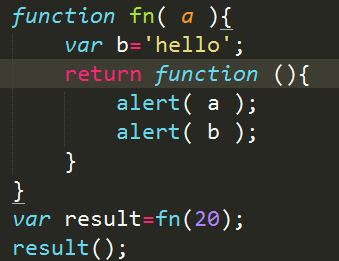 function fn( a ){
    var b='hello';
    return function (){
        alert( a );
        alert( b );
    }
}
var result=fn(20);
result();